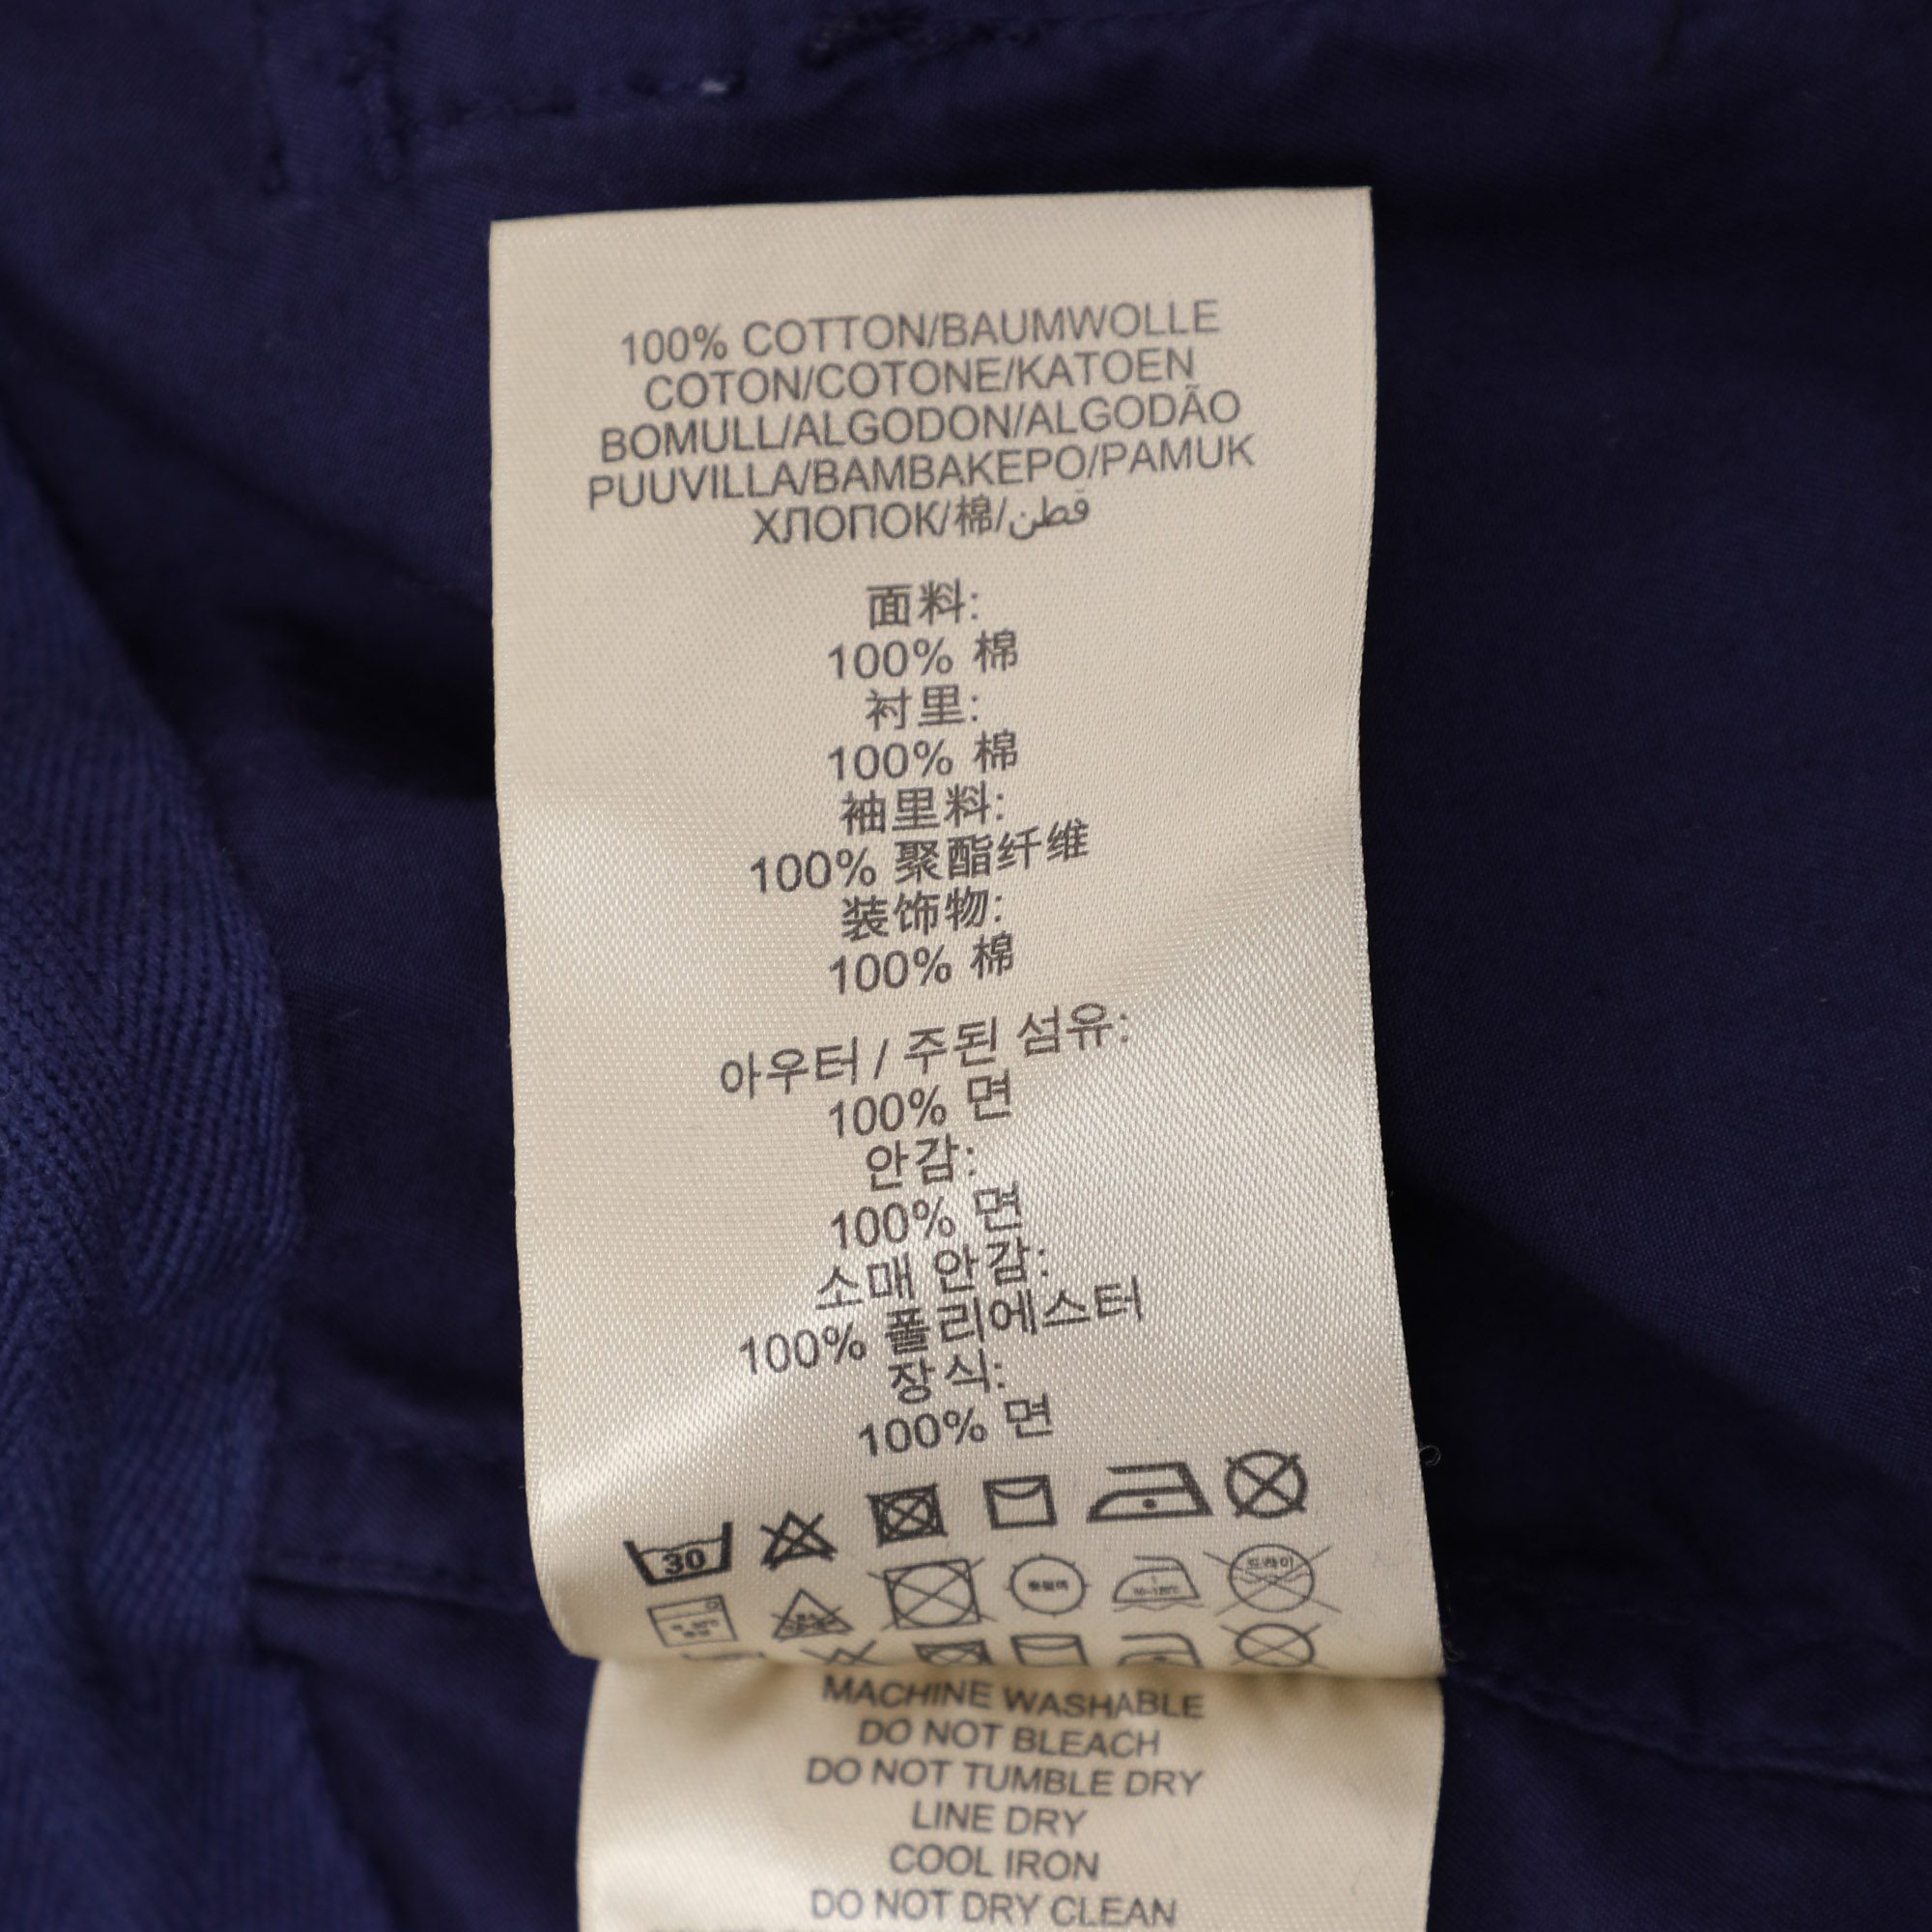 100% COTTON/BAUMWOLLE
COTON/COTONE/KATOEN
BOMULL/ALGODON/ALGODÃO
PUUVILLA/BAMBAKEPO/PAMUK
ХЛОПОК/棉/قطن
面料:
100% 棉
衬里:
100% 棉
袖里料:
100% 聚酯纤维
装饰物:
100% 棉
아우터 / 주된 섬유:
100% 면
안감:
100% 면
소매 안감:
100% 폴리에스터
장식:
100% 면
30
드라이
MACHINE WASHABLE
DO NOT BLEACH
DO NOT TUMBLE DRY
LINE DRY
COOL IRON
DO NOT DRY CLEAN